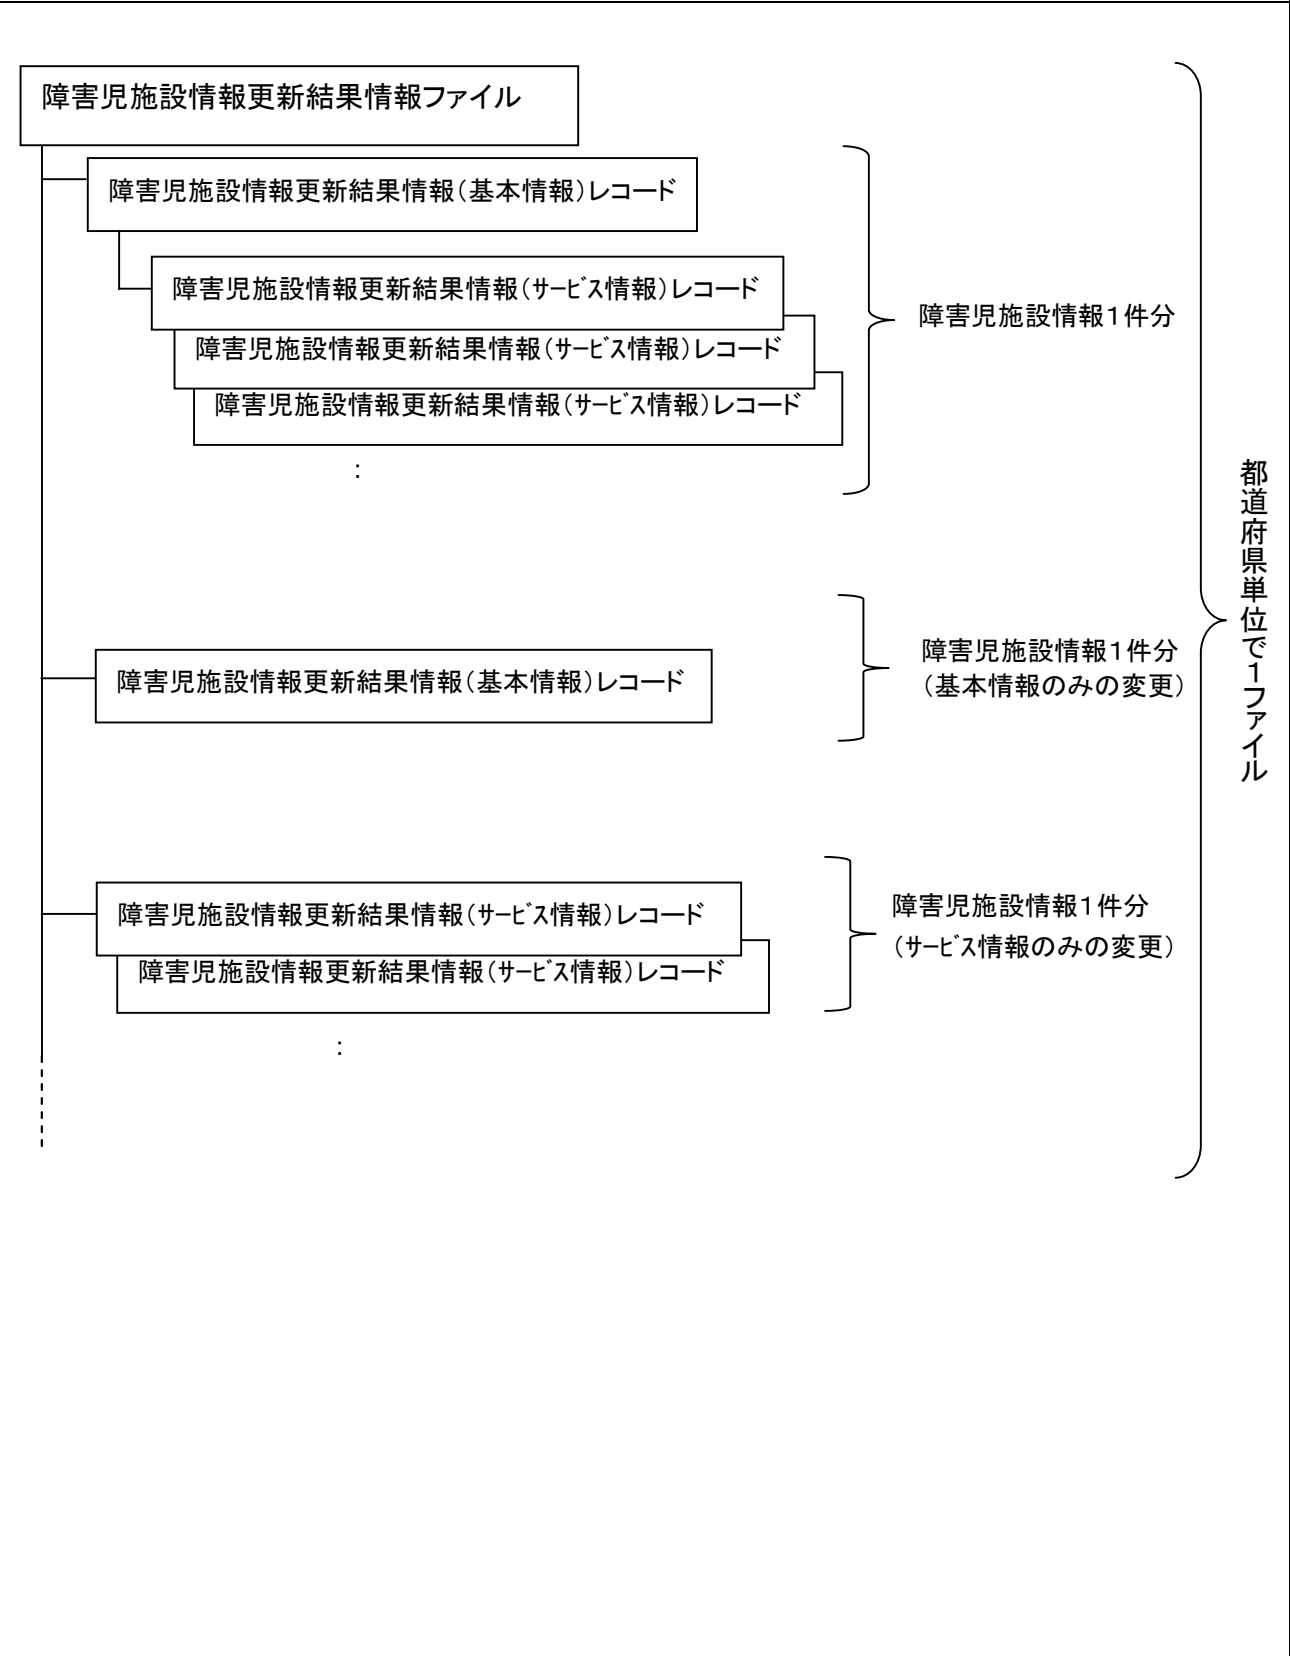 障害児施設情報更新結果情報ファイル
障害児施設情報更新結果情報(基本情報)レコード
障害児施設情報更新結果情報(サービス情報)レコード
障害児施設情報更新結果情報(サービス情報)レコード
障害児施設情報更新結果情報(サービス情報)レコード
:
障害児施設情報1件分
障害児施設情報更新結果情報(基本情報)レコード
障害児施設情報1件分
(基本情報のみの変更)
障害児施設情報更新結果情報(サービス情報)レコード
障害児施設情報更新結果情報(サービス情報)レコード
:
障害児施設情報1件分
(サービス情報のみの変更)
都道府県単位で1ファイル